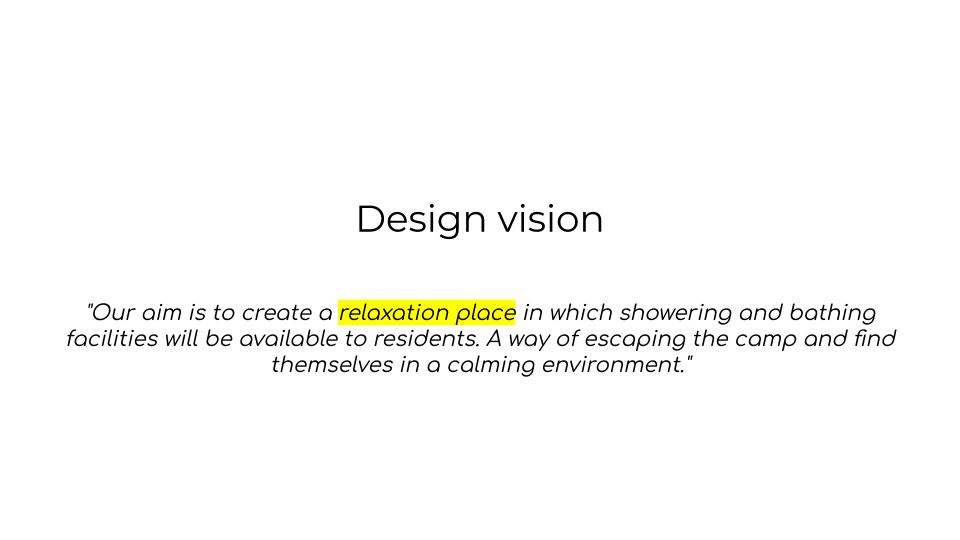 Design vision
"Our aim is to create a relaxation place in which showering and bathing
facilities will be available to residents. A way of escaping the camp and find
themselves in a calming environment."